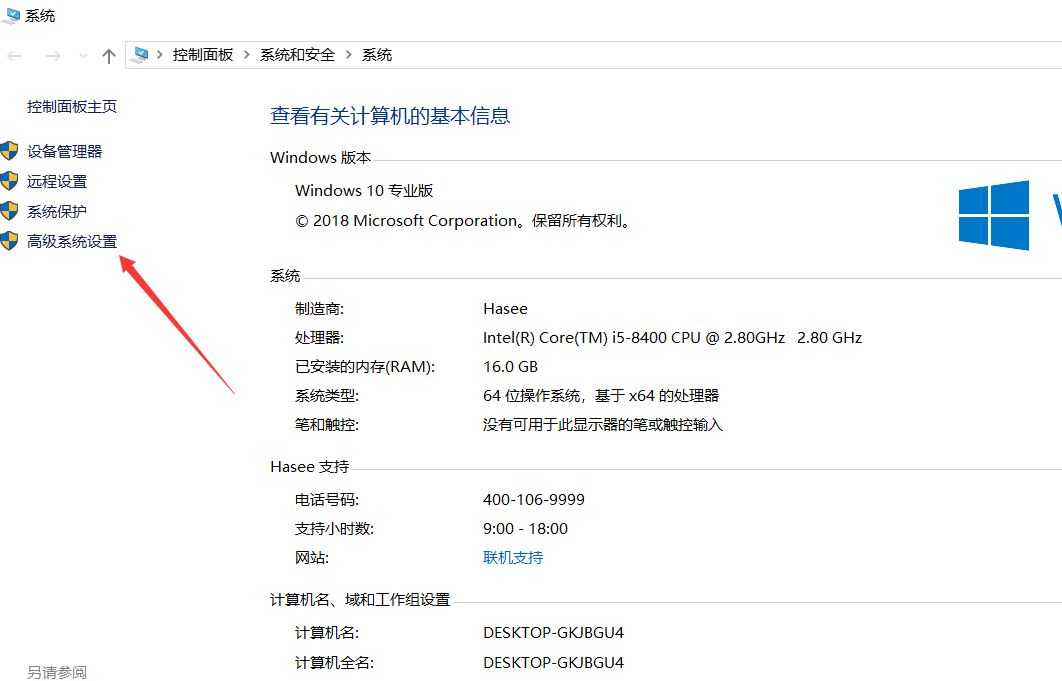 系统
控制面板 系统和安全 系统
控制面板主页
设备管理器
远程设置
系统保护
高级系统设置
查看有关计算机的基本信息
Windows 版本
Windows 10 专业版
© 2018 Microsoft Corporation。保留所有权利。
系统
制造商: Hasee
处理器: Intel(R) Core(TM) i5-8400 CPU @ 2.80GHz 2.80 GHz
已安装的内存(RAM): 16.0 GB
系统类型: 64 位操作系统，基于 x64 的处理器
笔和触控: 没有可用于此显示器的笔或触控输入
Hasee 支持
电话号码: 400-106-9999
支持小时数: 9:00 - 18:00
网站: 联机支持
计算机名、域和工作组设置
计算机名: DESKTOP-GKJBGU4
计算机全名: DESKTOP-GKJBGU4
另请参阅